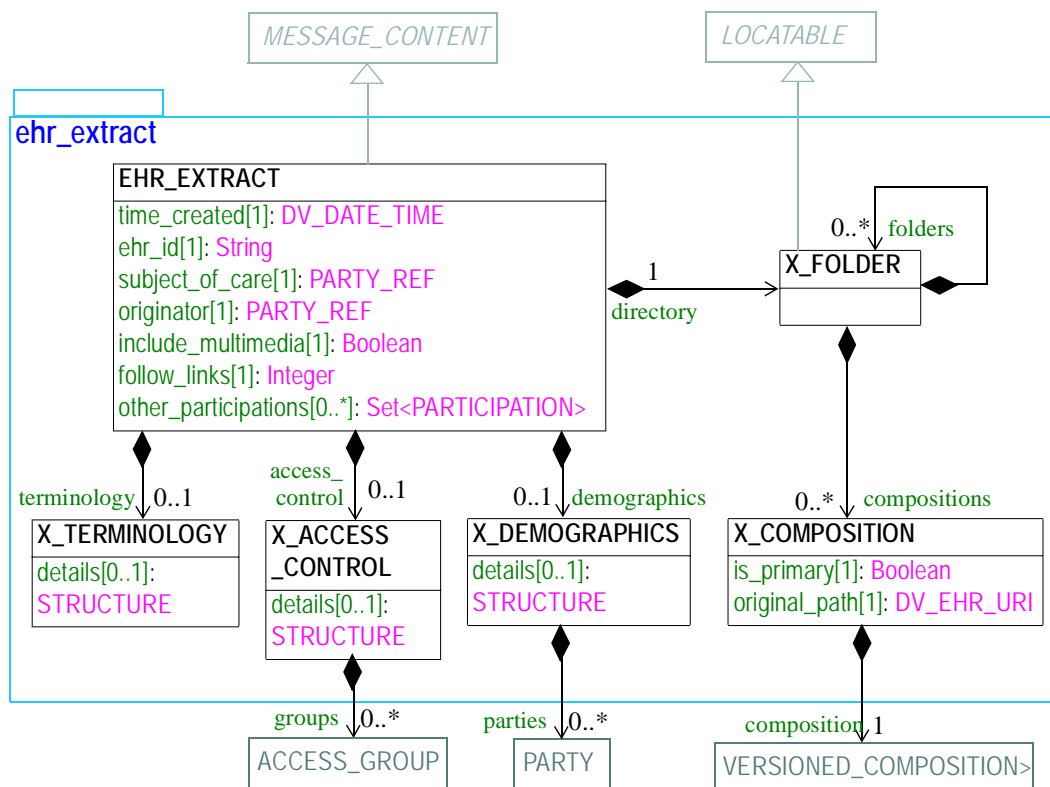 MESSAGE_CONTENT
LOCATABLE
ehr_extract
EHR_EXTRACT
time_created[1]: DV_DATE_TIME
ehr_id[1]: String
subject_of_care[1]: PARTY_REF
originator[1]: PARTY_REF
include_multimedia[1]: Boolean
follow_links[1]: Integer
other_participations[0..*]: Set<PARTICIPATION>
1
directory
0..*
folders
X_FOLDER
terminology
0..1
access_
control
0..1
0..1
demographics
0..*
compositions
X_TERMINOLOGY
details[0..1]:
STRUCTURE
X_ACCESS
_CONTROL
details[0..1]:
STRUCTURE
X_DEMOGRAPHICS
details[0..1]:
STRUCTURE
X_COMPOSITION
is_primary[1]: Boolean
original_path[1]: DV_EHR_URI
groups
0..*
parties
0..*
composition
1
ACCESS_GROUP
PARTY
VERSIONED_COMPOSITION>